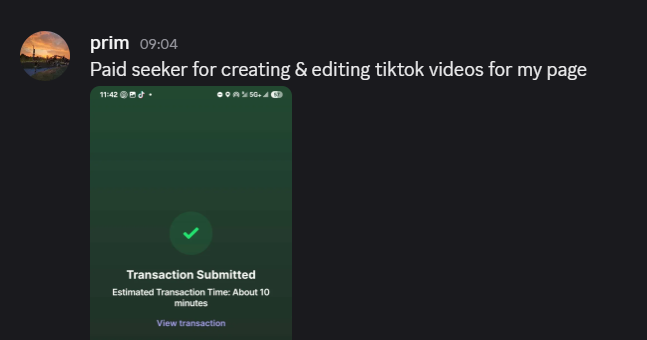 prim 09:04
Paid seeker for creating & editing tiktok videos for my page
11:42
5G+
Transaction Submitted
Estimated Transaction Time: About 10
minutes
View transaction